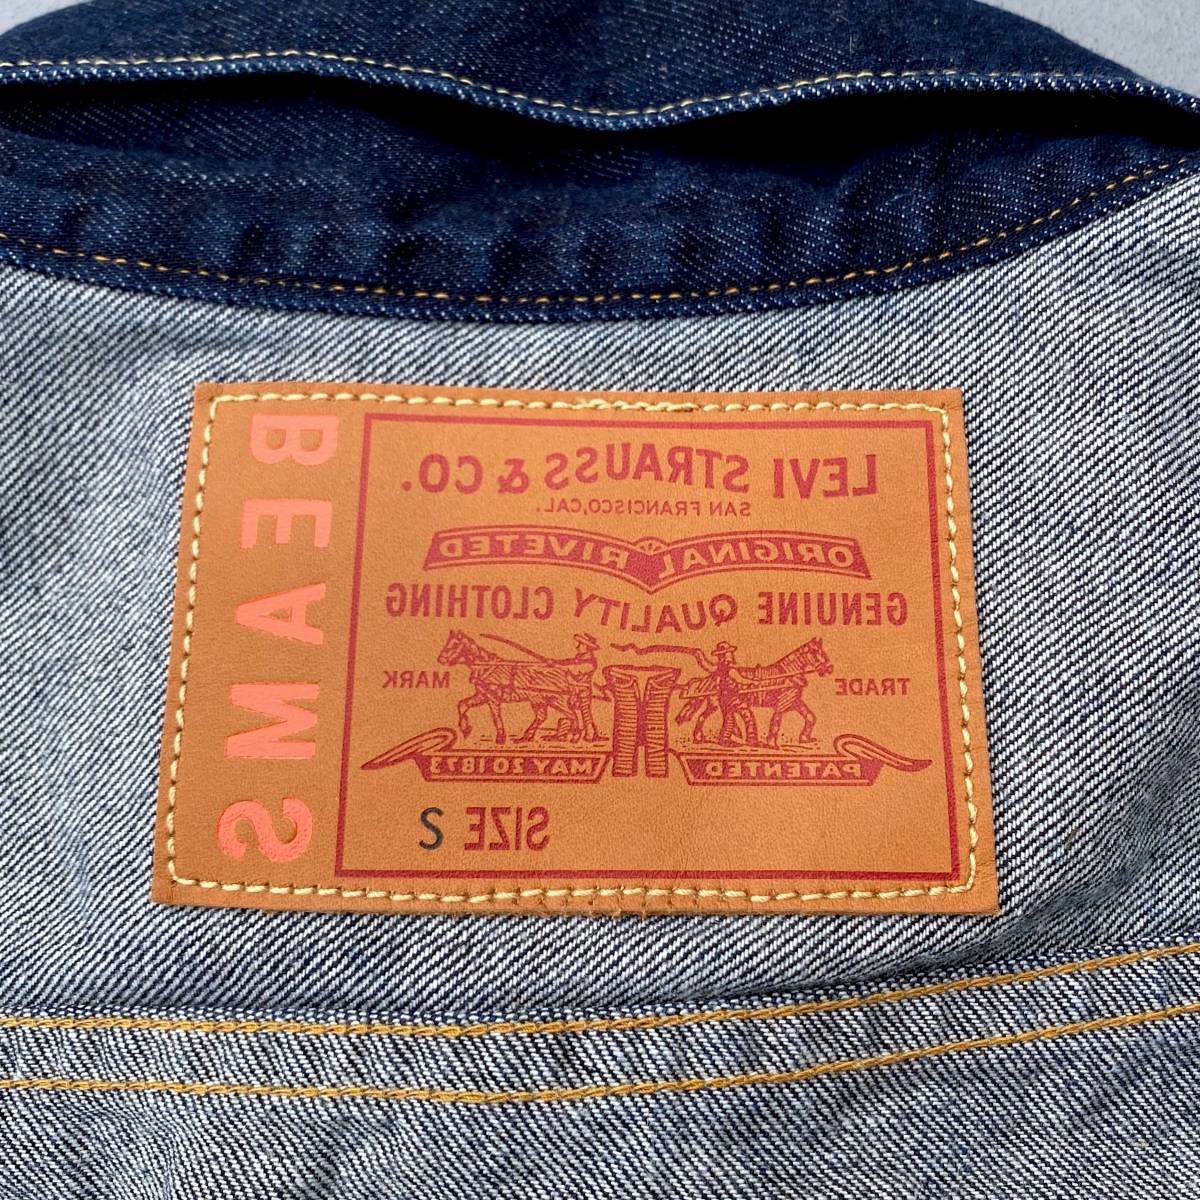 BEAMS
LEVI STRAUSS & CO.
SAN FRANCISCO, CAL.
ORIGINAL RIVETED
GENUINE QUALITY CLOTHING
TRADE MARK
PATENTED MAY 20 1873
SIZE S